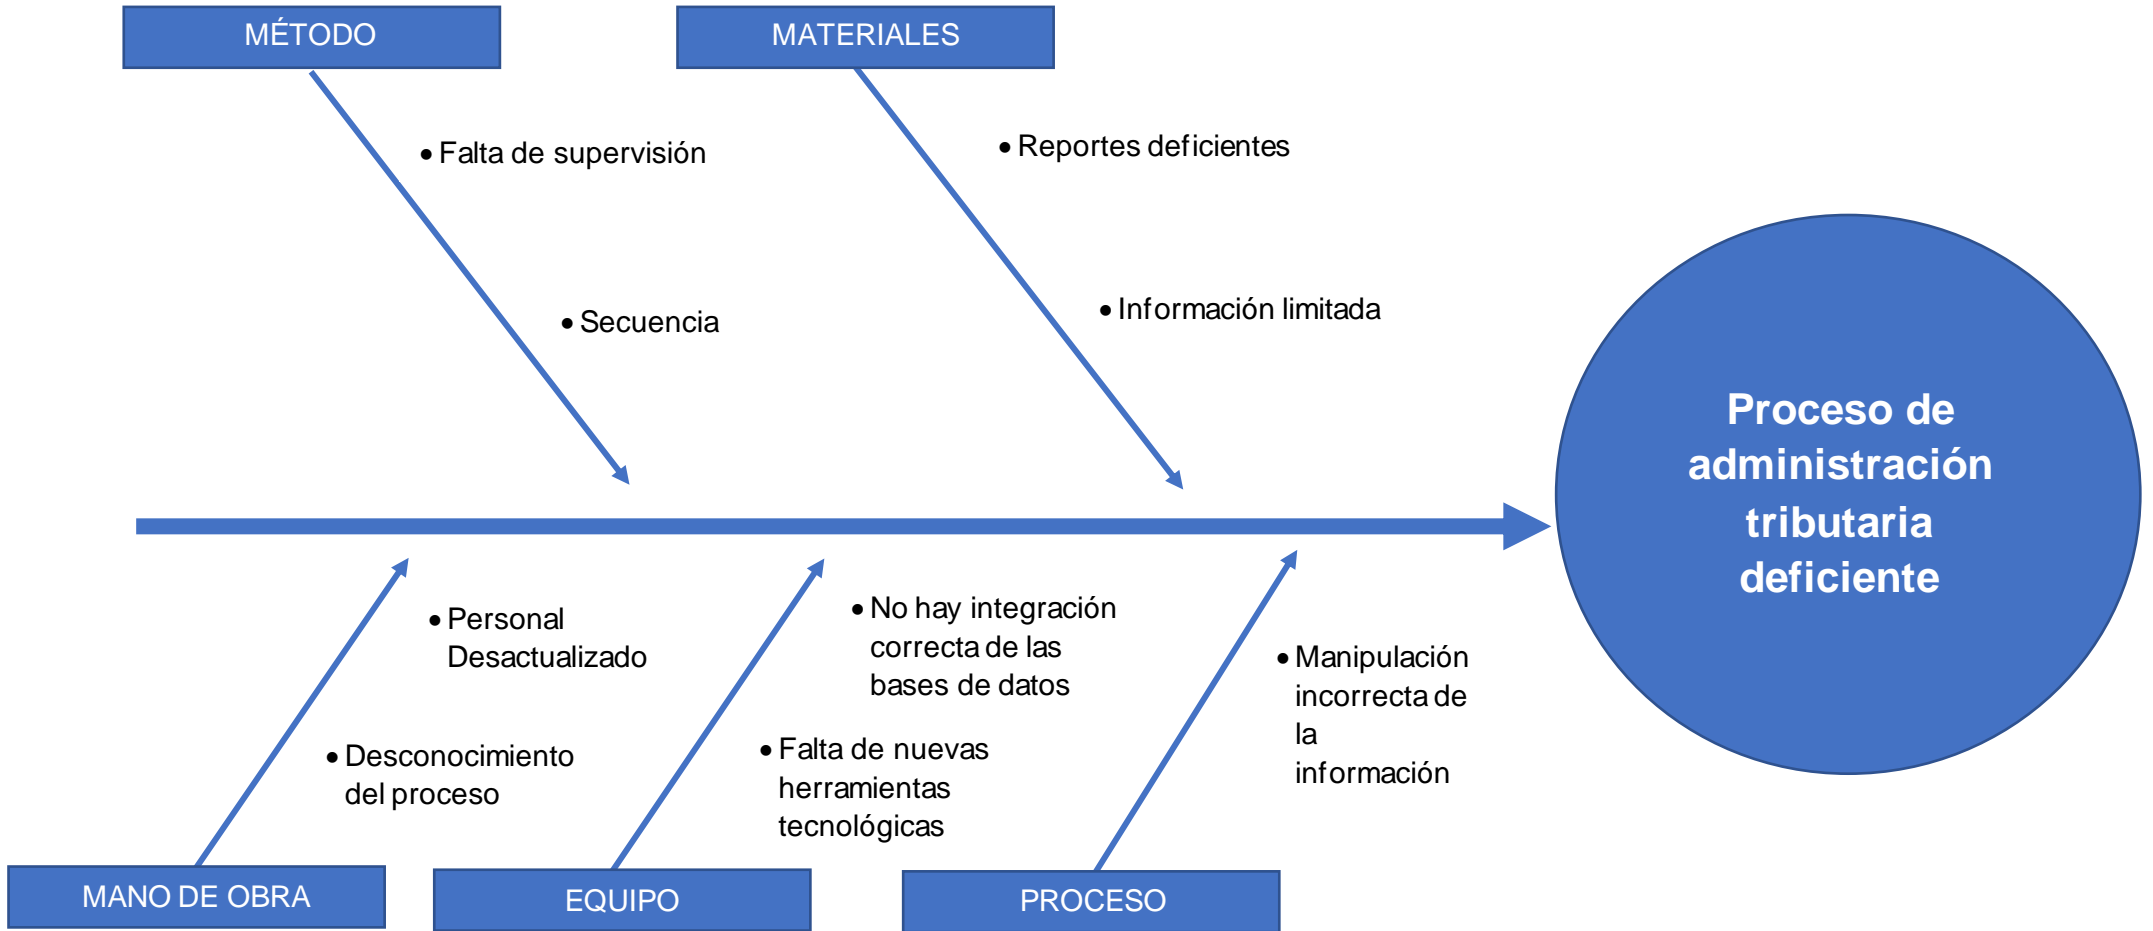 MÉTODO
MATERIALES
• Falta de supervisión
• Reportes deficientes
• Secuencia
• Información limitada
Proceso de
administración
tributaria
deficiente
• Personal
Desactualizado
• Desconocimiento
del proceso
• No hay integración
correcta de las
bases de datos
• Falta de nuevas
herramientas
tecnológicas
• Manipulación
incorrecta de
la
información
MANO DE OBRA
EQUIPO
PROCESO